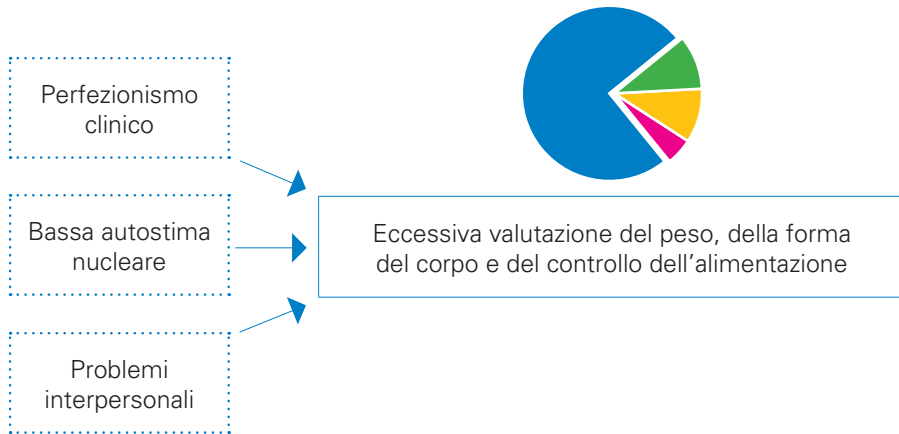 Perfezionismo
clinico
Bassa autostima
nucleare
Eccessiva valutazione del peso, della forma
del corpo e del controllo dell’alimentazione
Problemi
interpersonali